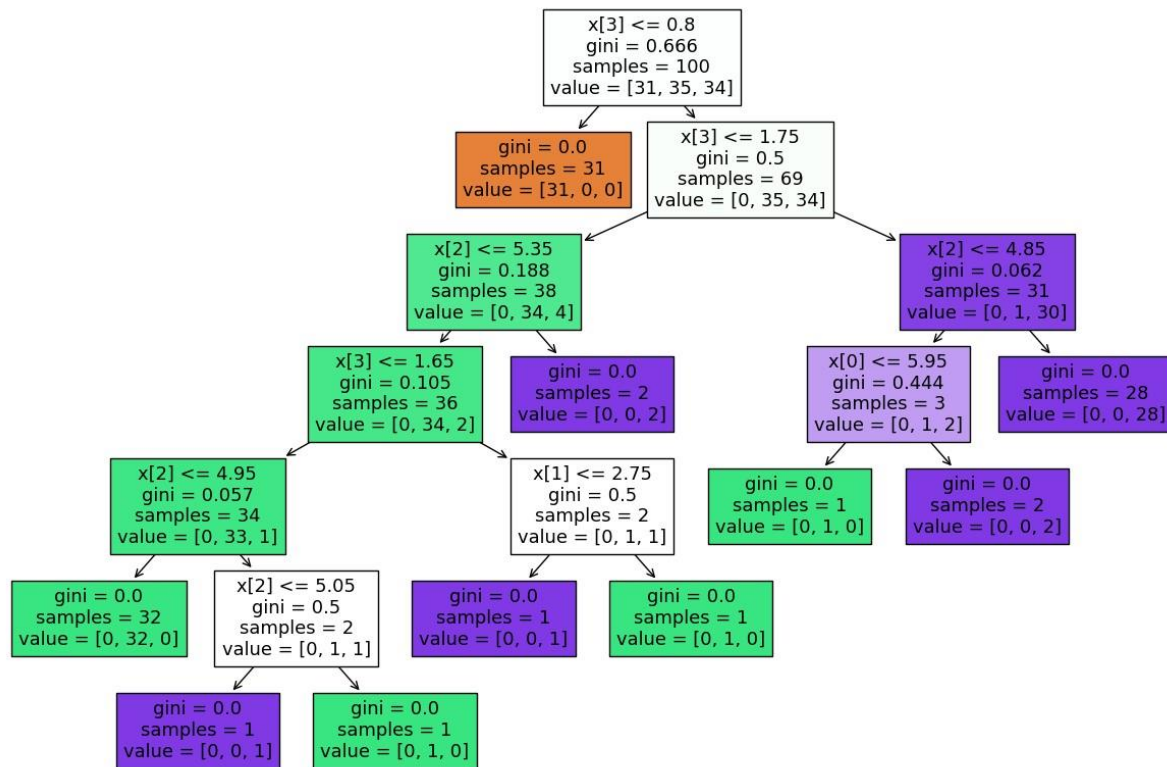 x[3] <= 0.8
gini = 0.666
samples = 100
value = [31, 35, 34]
gini = 0.0
samples = 31
value = [31, 0, 0]
x[3] <= 1.75
gini = 0.5
samples = 69
value = [0, 35, 34]
x[2] <= 5.35
gini = 0.188
samples = 38
value = [0, 34, 4]
x[2] <= 4.85
gini = 0.062
samples = 31
value = [0, 1, 30]
x[3] <= 1.65
gini = 0.105
samples = 36
value = [0, 34, 2]
gini = 0.0
samples = 2
value = [0, 0, 2]
x[0] <= 5.95
gini = 0.444
samples = 3
value = [0, 1, 2]
gini = 0.0
samples = 28
value = [0, 0, 28]
x[2] <= 4.95
gini = 0.057
samples = 34
value = [0, 33, 1]
x[1] <= 2.75
gini = 0.5
samples = 2
value = [0, 1, 1]
gini = 0.0
samples = 1
value = [0, 1, 0]
gini = 0.0
samples = 2
value = [0, 0, 2]
gini = 0.0
samples = 32
value = [0, 32, 0]
x[2] <= 5.05
gini = 0.5
samples = 2
value = [0, 1, 1]
gini = 0.0
samples = 1
value = [0, 0, 1]
gini = 0.0
samples = 1
value = [0, 1, 0]
gini = 0.0
samples = 1
value = [0, 0, 1]
gini = 0.0
samples = 1
value = [0, 1, 0]